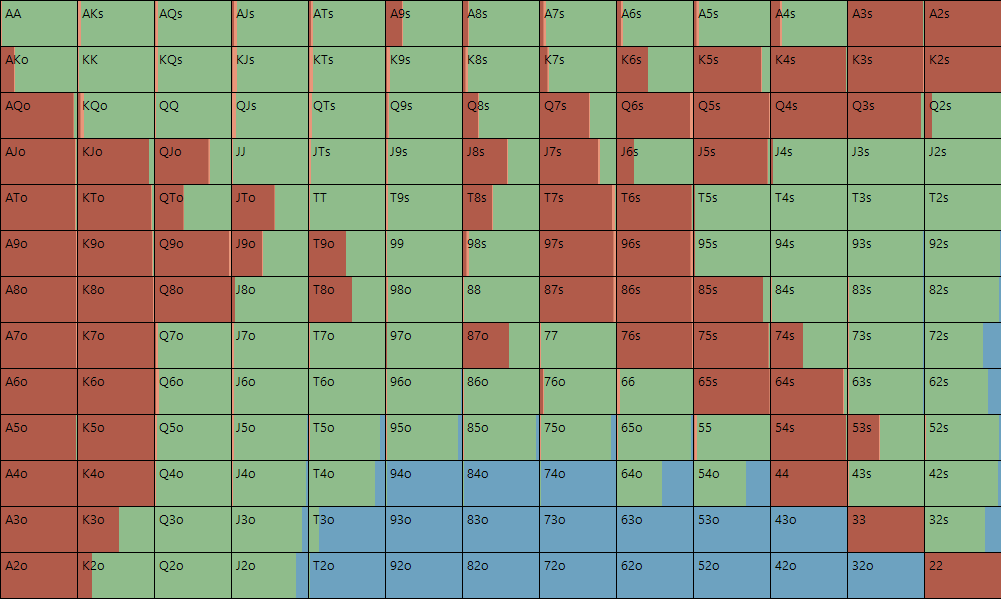 AA AKs AQs AJs ATs A9s A8s A7s A6s A5s A4s A3s A2s
AKo KK KQs KJs KTs K9s K8s K7s K6s K5s K4s K3s K2s
AQo KQo QQ QJs QTs Q9s Q8s Q7s Q6s Q5s Q4s Q3s Q2s
AJo KJo QJo JJ JTs J9s J8s J7s J6s J5s J4s J3s J2s
ATo KTo QTo JTo TT T9s T8s T7s T6s T5s T4s T3s T2s
A9o K9o Q9o J9o T9o 99 98s 97s 96s 95s 94s 93s 92s
A8o K8o Q8o J8o T8o 98o 88 87s 86s 85s 84s 83s 82s
A7o K7o Q7o J7o T7o 97o 87o 77 76s 75s 74s 73s 72s
A6o K6o Q6o J6o T6o 96o 86o 76o 66 65s 64s 63s 62s
A5o K5o Q5o J5o T5o 95o 85o 75o 65o 55 54s 53s 52s
A4o K4o Q4o J4o T4o 94o 84o 74o 64o 54o 44 43s 42s
A3o K3o Q3o J3o T3o 93o 83o 73o 63o 53o 43o 33 32s
A2o K2o Q2o J2o T2o 92o 82o 72o 62o 52o 42o 32o 22